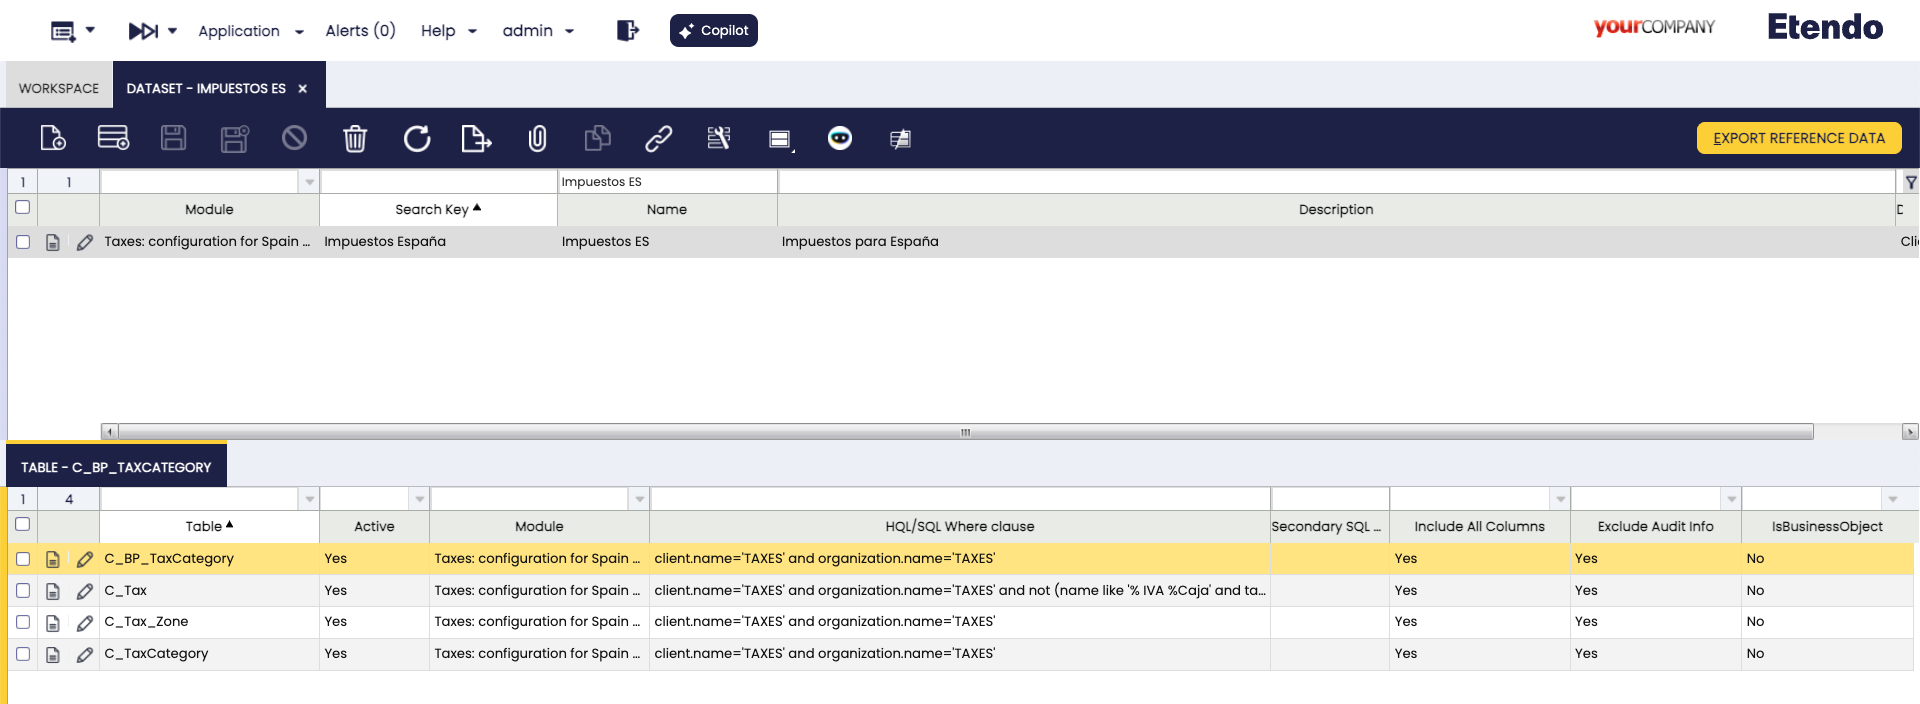 Application
Alerts (0)
Help
admin
Copilot
yourCOMPANY
Etendo
WORKSPACE
DATASET - IMPUESTOS ES x
EXPORT REFERENCE DATA
1 1 Impuestos ES
Module Search Key Name Description D
Taxes: configuration for Spain ... Impuestos España Impuestos ES Impuestos para España Cli
TABLE - C_BP_TAXCATEGORY
1 4
Table Active Module HQL/SQL Where clause Secondary SQL ... Include All Columns Exclude Audit Info IsBusinessObject
C_BP_TaxCategory Yes Taxes: configuration for Spain ... client.name='TAXES' and organization.name='TAXES' Yes Yes No
C_Tax Yes Taxes: configuration for Spain ... client.name='TAXES' and organization.name='TAXES' and not (name like '% IVA %Caja' and ta... Yes Yes No
C_Tax_Zone Yes Taxes: configuration for Spain ... client.name='TAXES' and organization.name='TAXES' Yes Yes No
C_TaxCategory Yes Taxes: configuration for Spain ... client.name='TAXES' and organization.name='TAXES' Yes Yes No